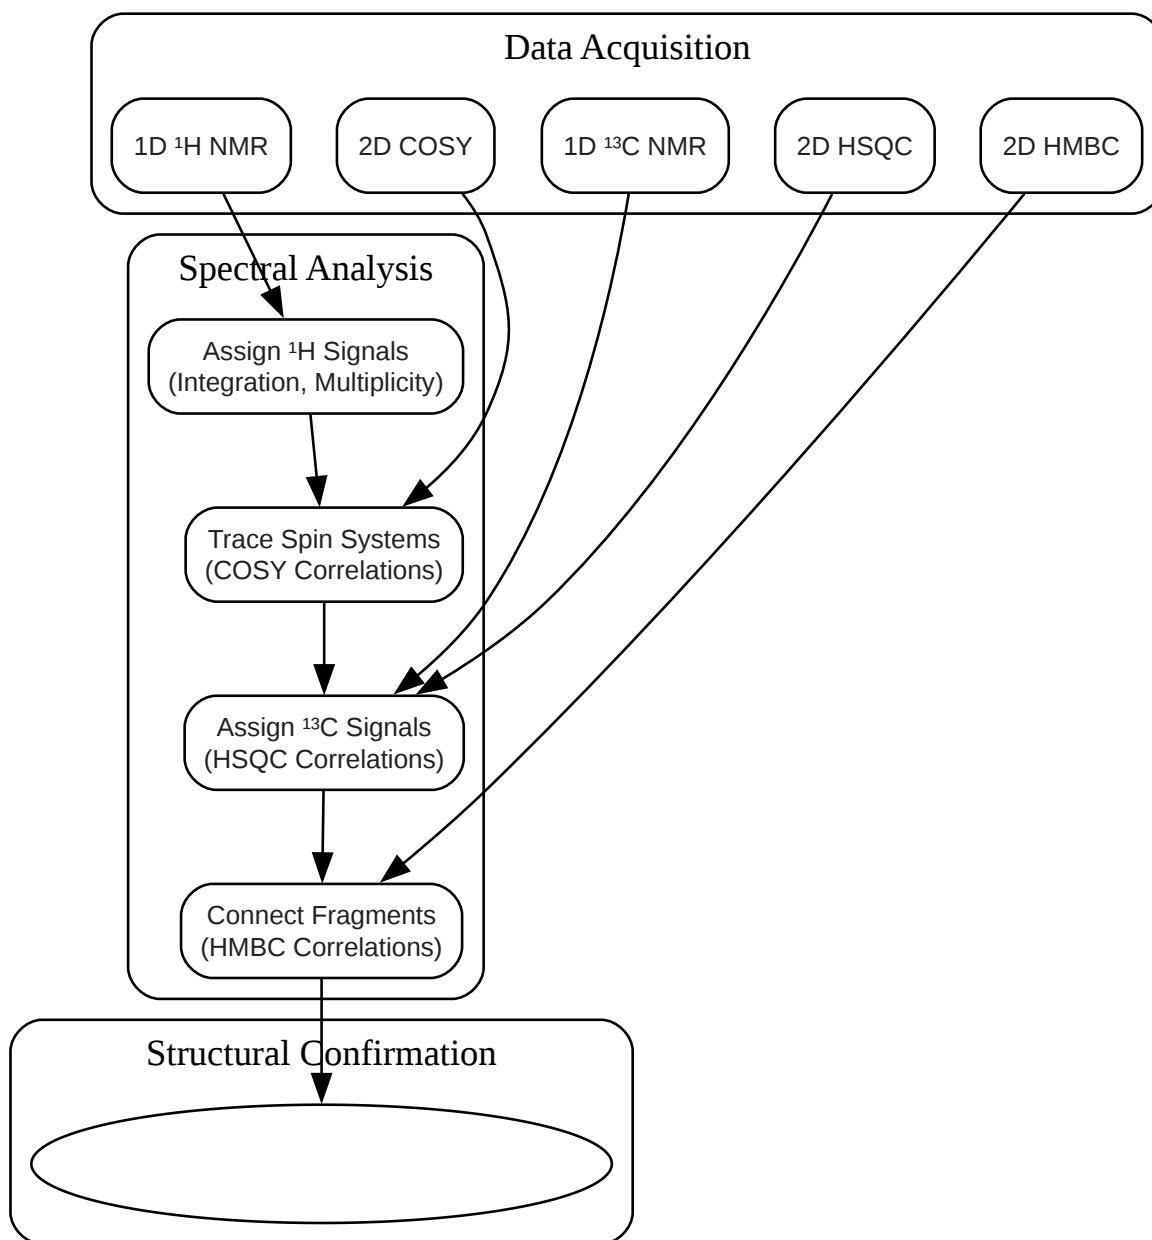 Data Acquisition
1D ¹H NMR
2D COSY
1D ¹³C NMR
2D HSQC
2D HMBC
Spectral Analysis
Assign ¹H Signals
(Integration, Multiplicity)
Trace Spin Systems
(COSY Correlations)
Assign ¹³C Signals
(HSQC Correlations)
Connect Fragments
(HMBC Correlations)
Structural Confirmation